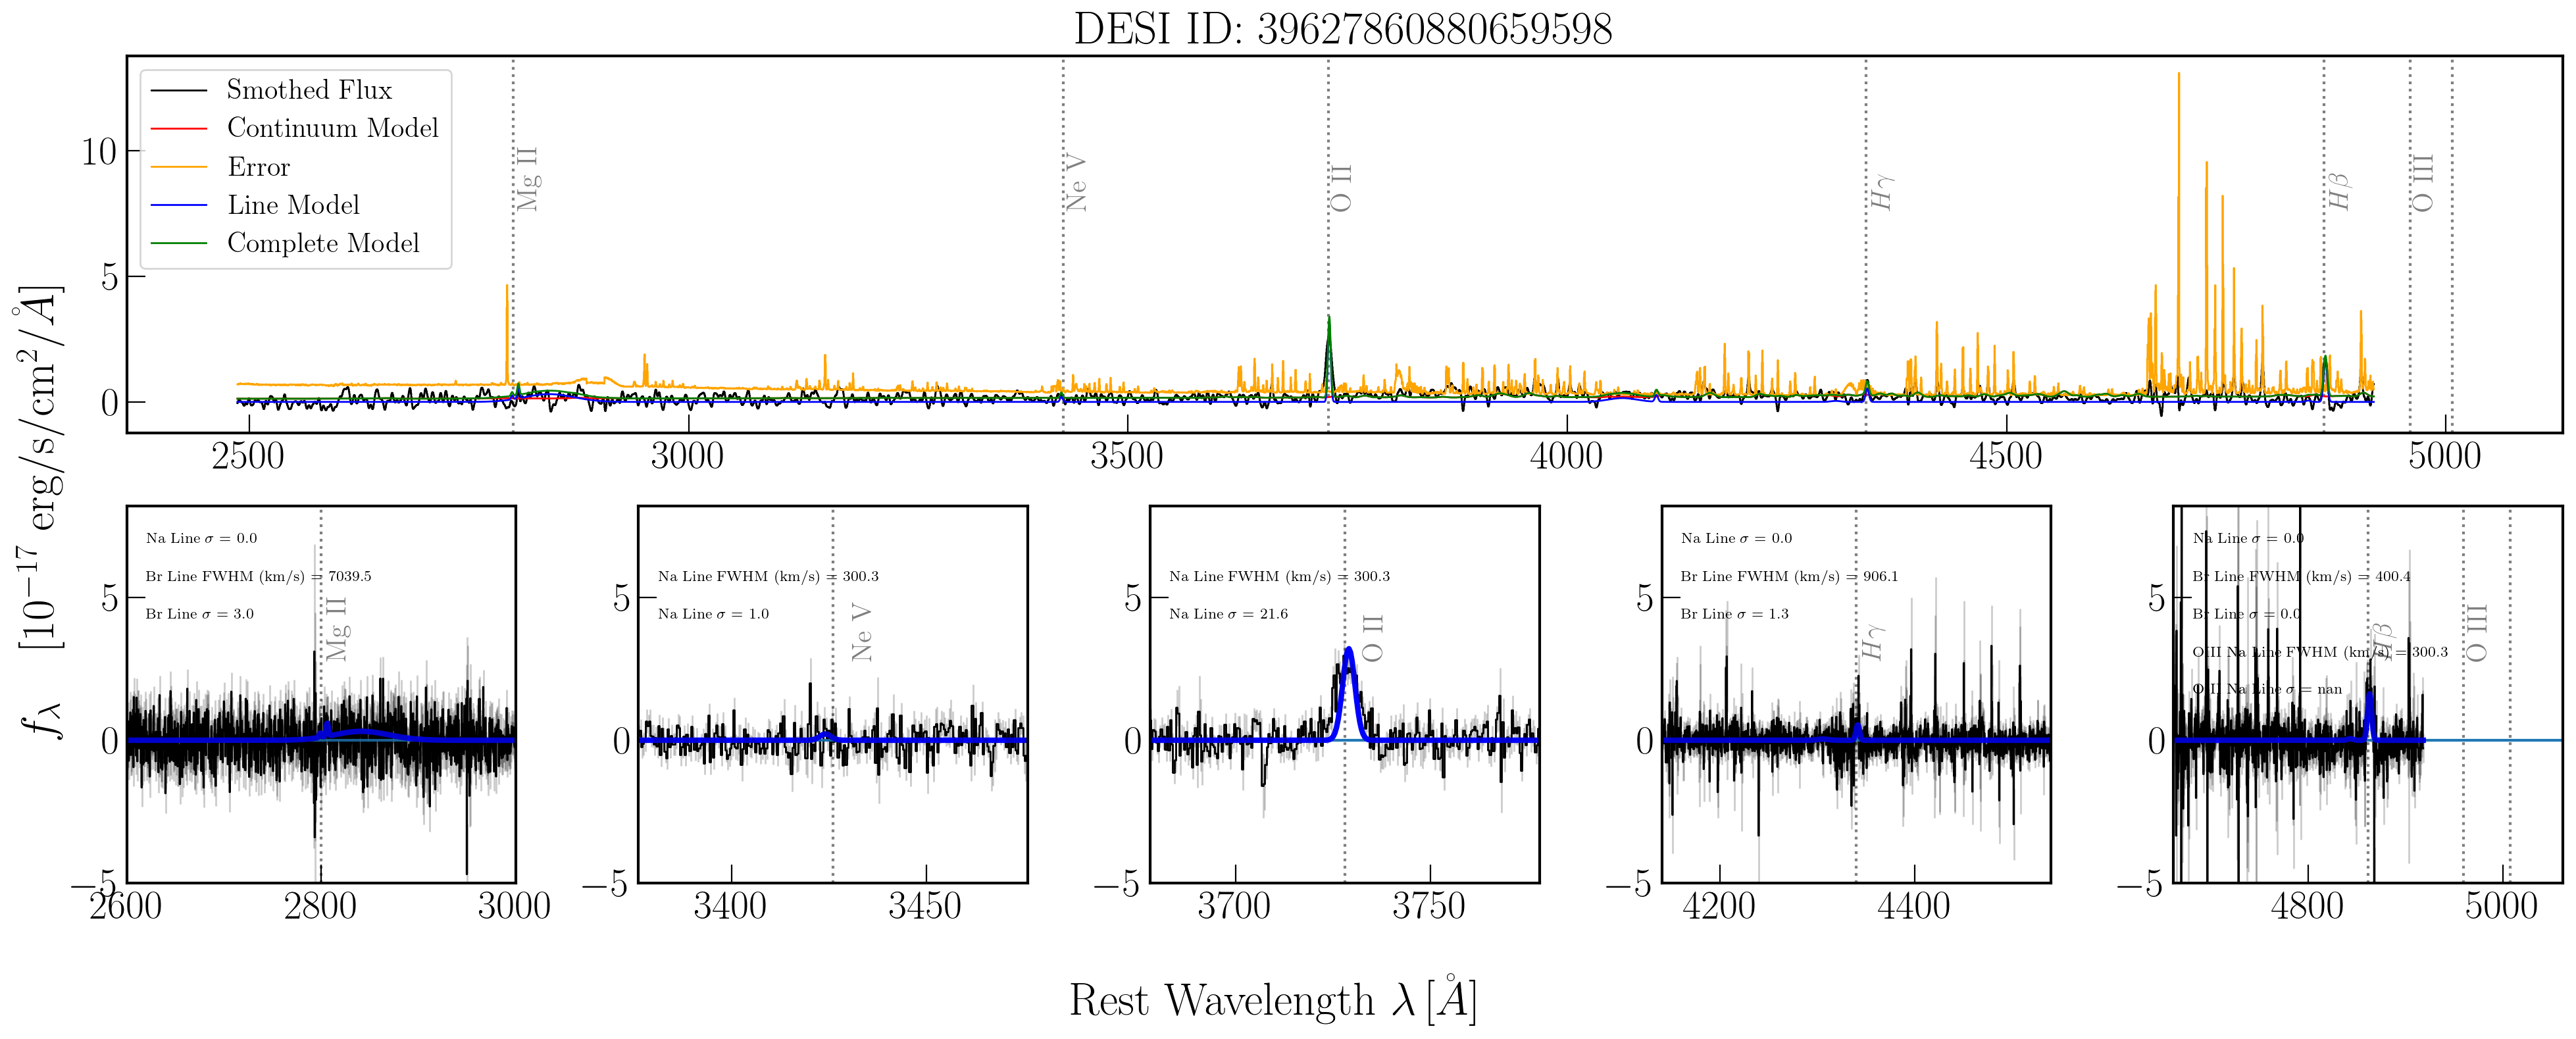 DESI ID: 39627860880659598
Smothed Flux
Continuum Model
Error
Line Model
Complete Model
Mg II
Ne V
O II
Hγ
Hβ
O III
10
5
0
2500 3000 3500 4000 4500 5000
f_λ [10^{-17} erg/s/cm^2/Å]
Na Line σ = 0.0
Br Line FWHM (km/s) = 7039.5
Br Line σ = 3.0
Mg II
5
0
−5
2600 2800 3000
Na Line FWHM (km/s) = 300.3
Na Line σ = 1.0
Ne V
5
0
−5
3400 3450
Na Line FWHM (km/s) = 300.3
Na Line σ = 21.6
O II
5
0
−5
3700 3750
Na Line σ = 0.0
Br Line FWHM (km/s) = 906.1
Br Line σ = 1.3
Hγ
5
0
−5
4200 4400
Na Line σ = 0.0
Br Line FWHM (km/s) = 400.4
Br Line σ = 0.0
OIII Na Line FWHM (km/s) = 300.3
OIII Na Line σ = nan
Hβ
O III
5
0
−5
4800 5000
Rest Wavelength λ [Å]